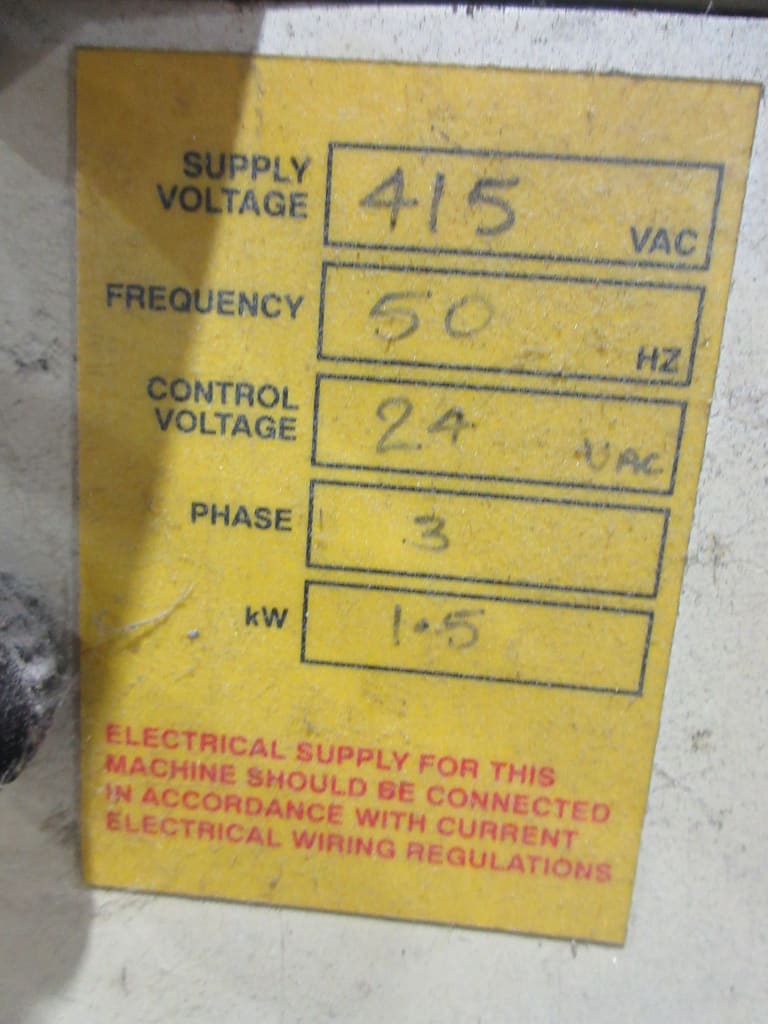 SUPPLY
VOLTAGE
415 VAC
FREQUENCY
50 HZ
CONTROL
VOLTAGE
24 VAC
PHASE
3
kW
1.5
ELECTRICAL SUPPLY FOR THIS
MACHINE SHOULD BE CONNECTED
IN ACCORDANCE WITH CURRENT
ELECTRICAL WIRING REGULATIONS